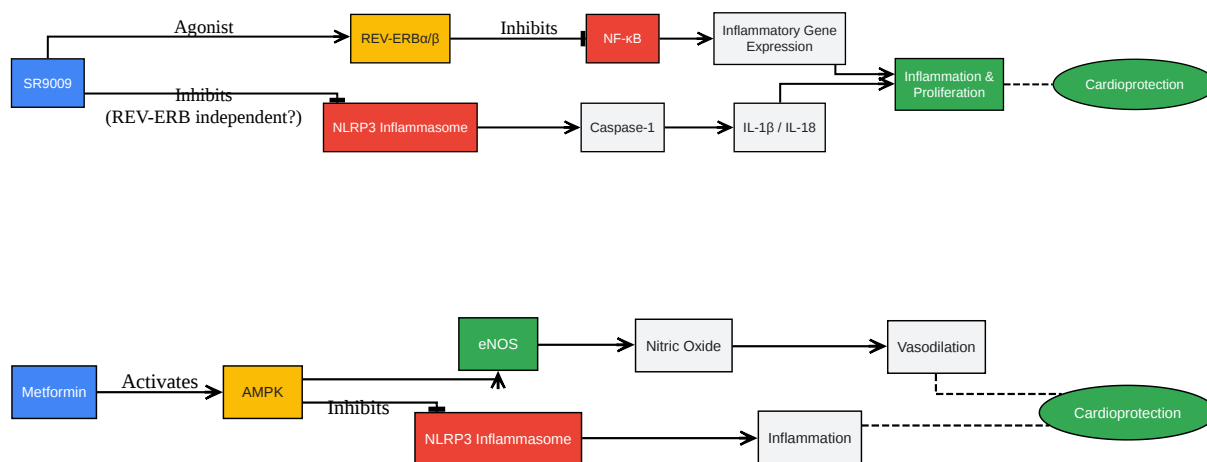 Agonist
REV-ERBα/β
Inhibits
NF-κB
Inflammatory Gene
Expression
SR9009
Inhibits
(REV-ERB independent?)
NLRP3 Inflammasome
Caspase-1
IL-1β / IL-18
Inflammation &
Proliferation
Cardioprotection
Metformin
Activates
AMPK
eNOS
Nitric Oxide
Vasodilation
Inhibits
NLRP3 Inflammasome
Inflammation
Cardioprotection